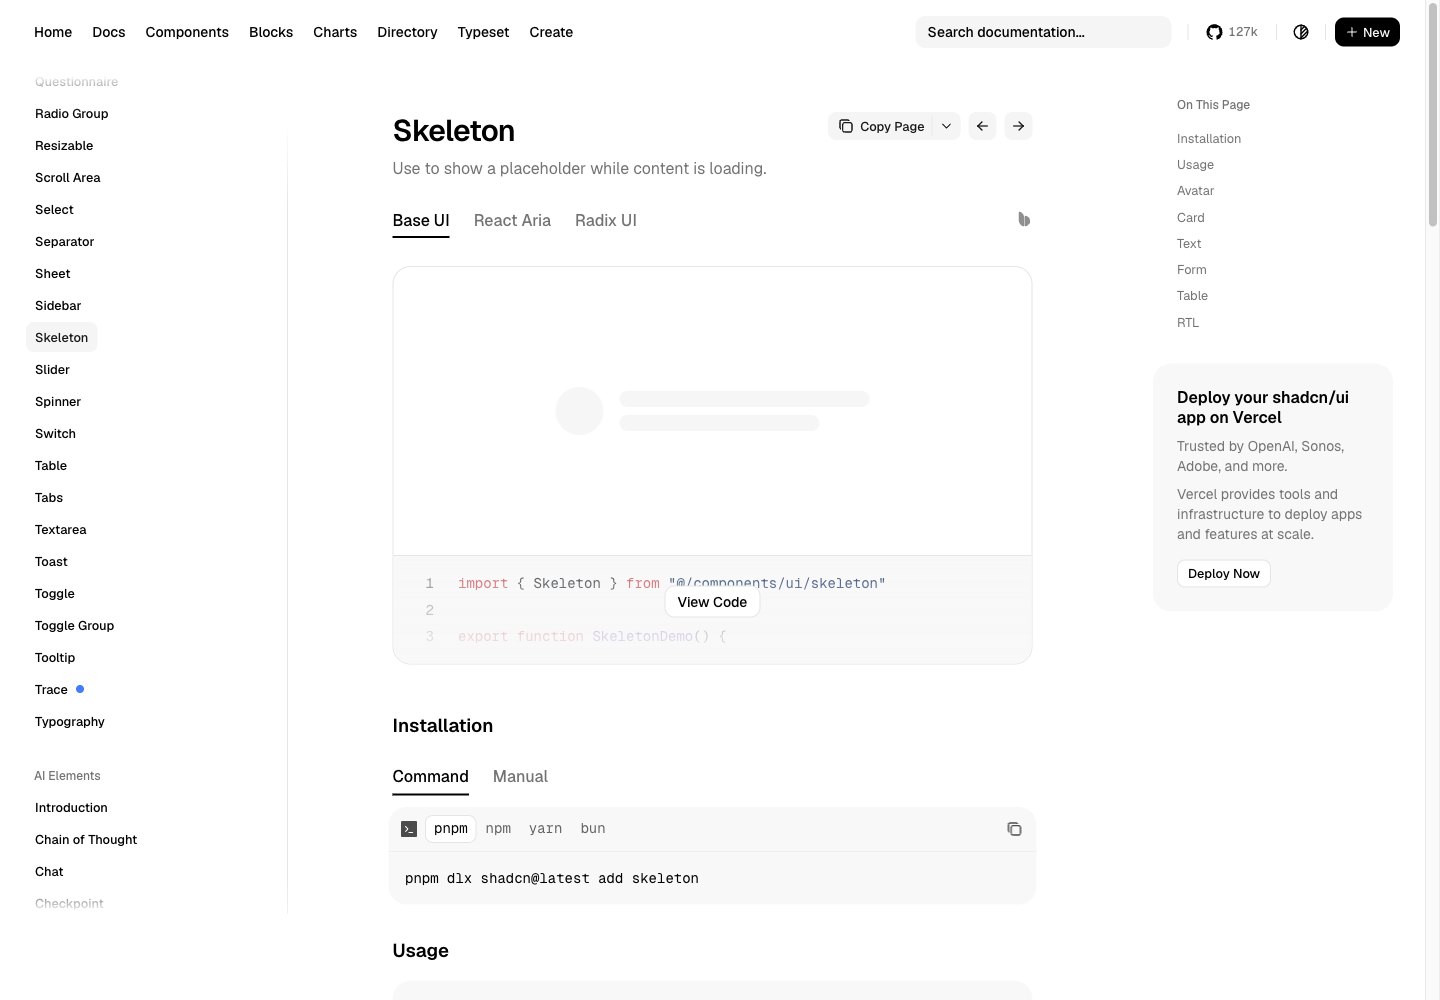 Home Docs Components Blocks Charts Directory Typeset Create
Search documentation...
127k
New
Questionnaire
Radio Group
Resizable
Scroll Area
Select
Separator
Sheet
Sidebar
Skeleton
Slider
Spinner
Switch
Table
Tabs
Textarea
Toast
Toggle
Toggle Group
Tooltip
Trace
Typography
AI Elements
Introduction
Chain of Thought
Chat
Checkpoint
Skeleton
Copy Page
Use to show a placeholder while content is loading.
Base UI React Aria Radix UI
1 import { Skeleton } from "@/components/ui/skeleton"
View Code
2
3 export function SkeletonDemo() {
Installation
Command Manual
pnpm npm yarn bun
pnpm dlx shadcn@latest add skeleton
Usage
On This Page
Installation
Usage
Avatar
Card
Text
Form
Table
RTL
Deploy your shadcn/ui
app on Vercel
Trusted by OpenAI, Sonos,
Adobe, and more.
Vercel provides tools and
infrastructure to deploy apps
and features at scale.
Deploy Now